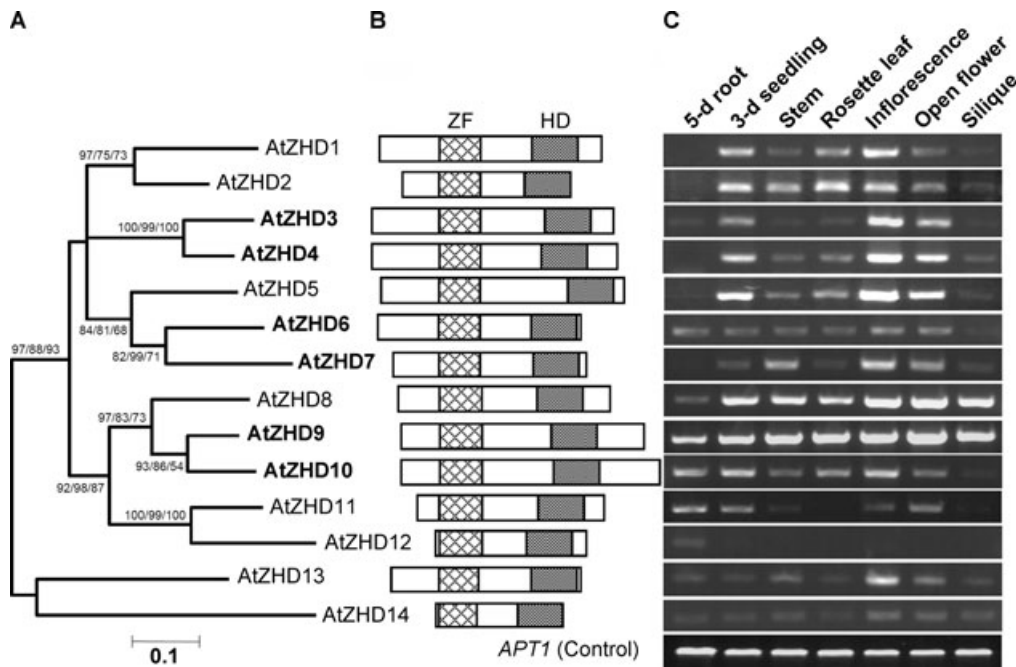 A
B
C
5-d root
3-d seedling
Stem
Rosette leaf
Inflorescence
Open flower
Silique
ZF HD
AtZHD1
97/75/73
AtZHD2
AtZHD3
100/99/100
AtZHD4
AtZHD5
84/81/68
AtZHD6
97/88/93
82/99/71
AtZHD7
97/83/73
AtZHD8
AtZHD9
93/86/54
AtZHD10
92/98/87
AtZHD11
100/99/100
AtZHD12
AtZHD13
AtZHD14
0.1
APT1 (Control)